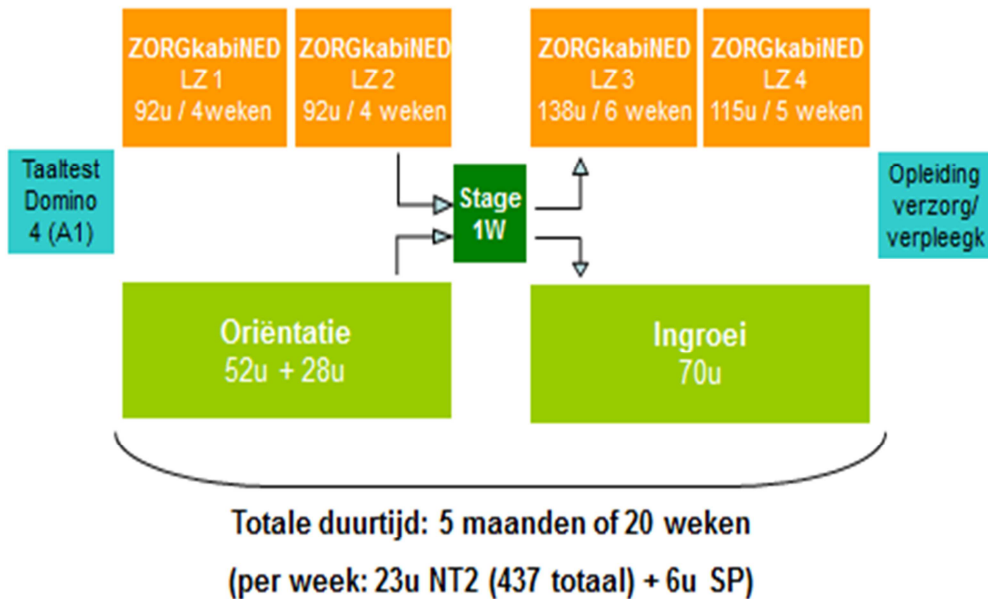 ZORGkabiNED
LZ 1
92u / 4weken
ZORGkabiNED
LZ 2
92u / 4 weken
ZORGkabiNED
LZ 3
138u / 6 weken
ZORGkabiNED
LZ 4
115u / 5 weken
Taaltest
Domino
4 (A1)
Stage
1W
Opleiding
verzorg/
verpleegk
Oriëntatie
52u + 28u
Ingroei
70u
Totale duurtijd: 5 maanden of 20 weken
(per week: 23u NT2 (437 totaal) + 6u SP)